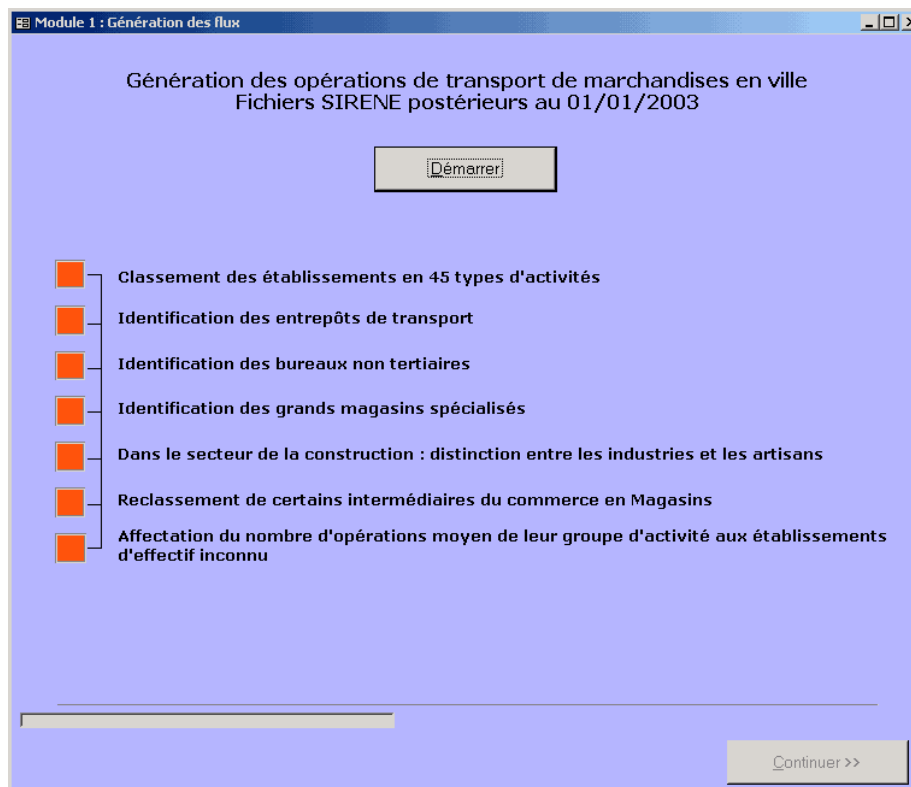 Module 1 : Génération des flux
Génération des opérations de transport de marchandises en ville
Fichiers SIRENE postérieurs au 01/01/2003
Démarrer
Classement des établissements en 45 types d'activités
Identification des entrepôts de transport
Identification des bureaux non tertiaires
Identification des grands magasins spécialisés
Dans le secteur de la construction : distinction entre les industries et les artisans
Reclassement de certains intermédiaires du commerce en Magasins
Affectation du nombre d'opérations moyen de leur groupe d'activité aux établissements
d'effectif inconnu
Continuer >>